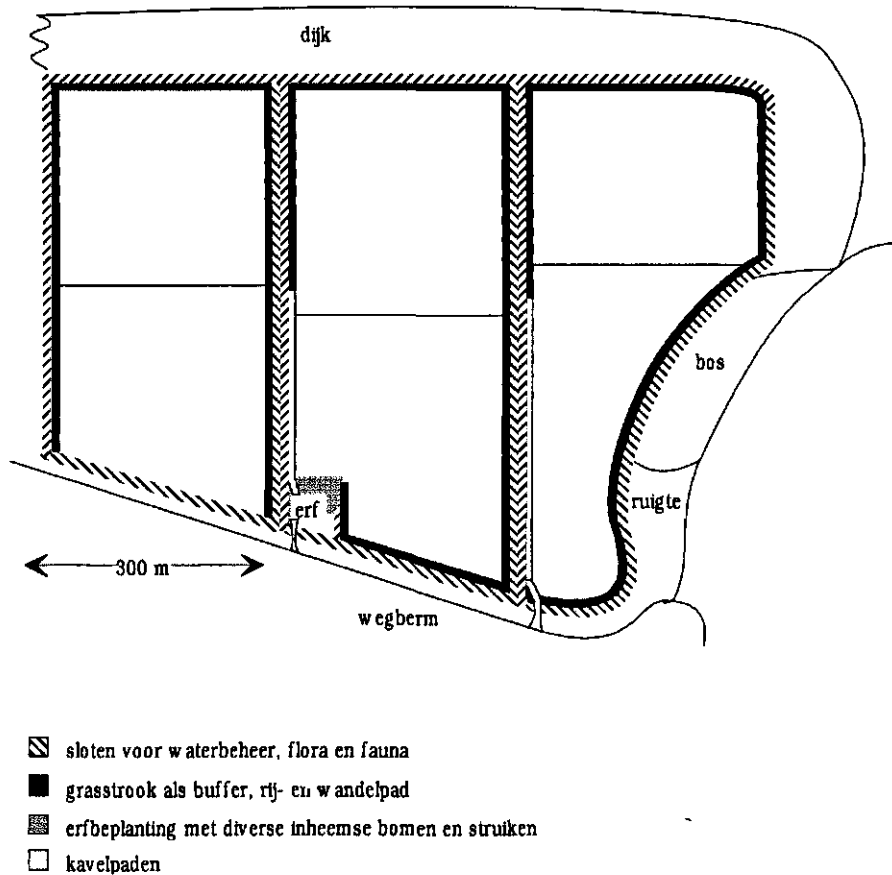 dijk
bos
ruigte
erf
300 m
wegberm
sloten voor waterbeheer, flora en fauna
grasstrook als buffer, rij- en wandelpad
erfbeplanting met diverse inheemse bomen en struiken
kavelpaden